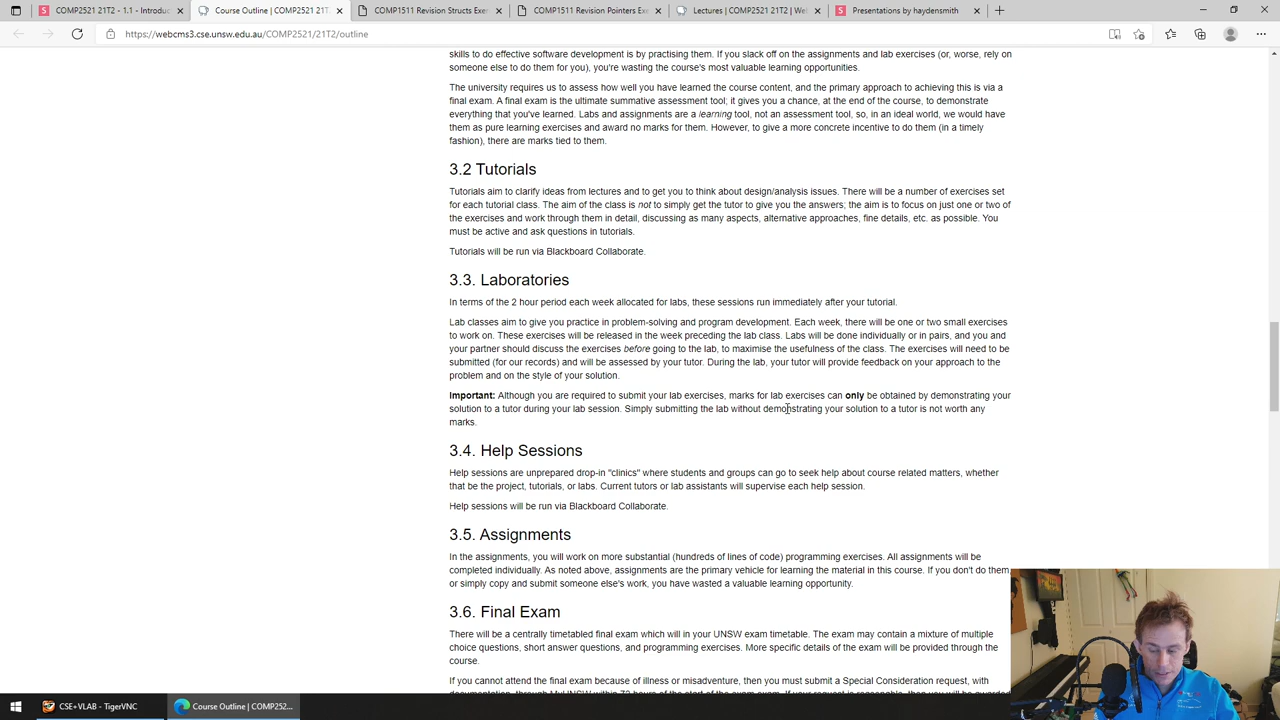 COMP2521 21T2 - 1.1 - Introduc
Course Outline | COMP2521 21T
COMP1511 Revision Structs Exer
COMP1511 Revision Pointers Exe
Lectures | COMP2521 21T2 | We
Presentations by haydensmith
https://webcms3.cse.unsw.edu.au/COMP2521/21T2/outline
skills to do effective software development is by practising them. If you slack off on the assignments and lab exercises (or, worse, rely on
someone else to do them for you), you're wasting the course's most valuable learning opportunities.
The university requires us to assess how well you have learned the course content, and the primary approach to achieving this is via a
final exam. A final exam is the ultimate summative assessment tool; it gives you a chance, at the end of the course, to demonstrate
everything that you've learned. Labs and assignments are a learning tool, not an assessment tool, so, in an ideal world, we would have
them as pure learning exercises and award no marks for them. However, to give a more concrete incentive to do them (in a timely
fashion), there are marks tied to them.
3.2 Tutorials
Tutorials aim to clarify ideas from lectures and to get you to think about design/analysis issues. There will be a number of exercises set
for each tutorial class. The aim of the class is not to simply get the tutor to give you the answers; the aim is to focus on just one or two of
the exercises and work through them in detail, discussing as many aspects, alternative approaches, fine details, etc. as possible. You
must be active and ask questions in tutorials.
Tutorials will be run via Blackboard Collaborate.
3.3. Laboratories
In terms of the 2 hour period each week allocated for labs, these sessions run immediately after your tutorial.
Lab classes aim to give you practice in problem-solving and program development. Each week, there will be one or two small exercises
to work on. These exercises will be released in the week preceding the lab class. Labs will be done individually or in pairs, and you and
your partner should discuss the exercises before going to the lab, to maximise the usefulness of the class. The exercises will need to be
submitted (for our records) and will be assessed by your tutor. During the lab, your tutor will provide feedback on your approach to the
problem and on the style of your solution.
Important: Although you are required to submit your lab exercises, marks for lab exercises can only be obtained by demonstrating your
solution to a tutor during your lab session. Simply submitting the lab without demonstrating your solution to a tutor is not worth any
marks.
3.4. Help Sessions
Help sessions are unprepared drop-in "clinics" where students and groups can go to seek help about course related matters, whether
that be the project, tutorials, or labs. Current tutors or lab assistants will supervise each help session.
Help sessions will be run via Blackboard Collaborate.
3.5. Assignments
In the assignments, you will work on more substantial (hundreds of lines of code) programming exercises. All assignments will be
completed individually. As noted above, assignments are the primary vehicle for learning the material in this course. If you don't do them,
or simply copy and submit someone else's work, you have wasted a valuable learning opportunity.
3.6. Final Exam
There will be a centrally timetabled final exam which will in your UNSW exam timetable. The exam may contain a mixture of multiple
choice questions, short answer questions, and programming exercises. More specific details of the exam will be provided through the
course.
If you cannot attend the final exam because of illness or misadventure, then you must submit a Special Consideration request, with
CSE+VLAB - TigerVNC
Course Outline | COMP252...